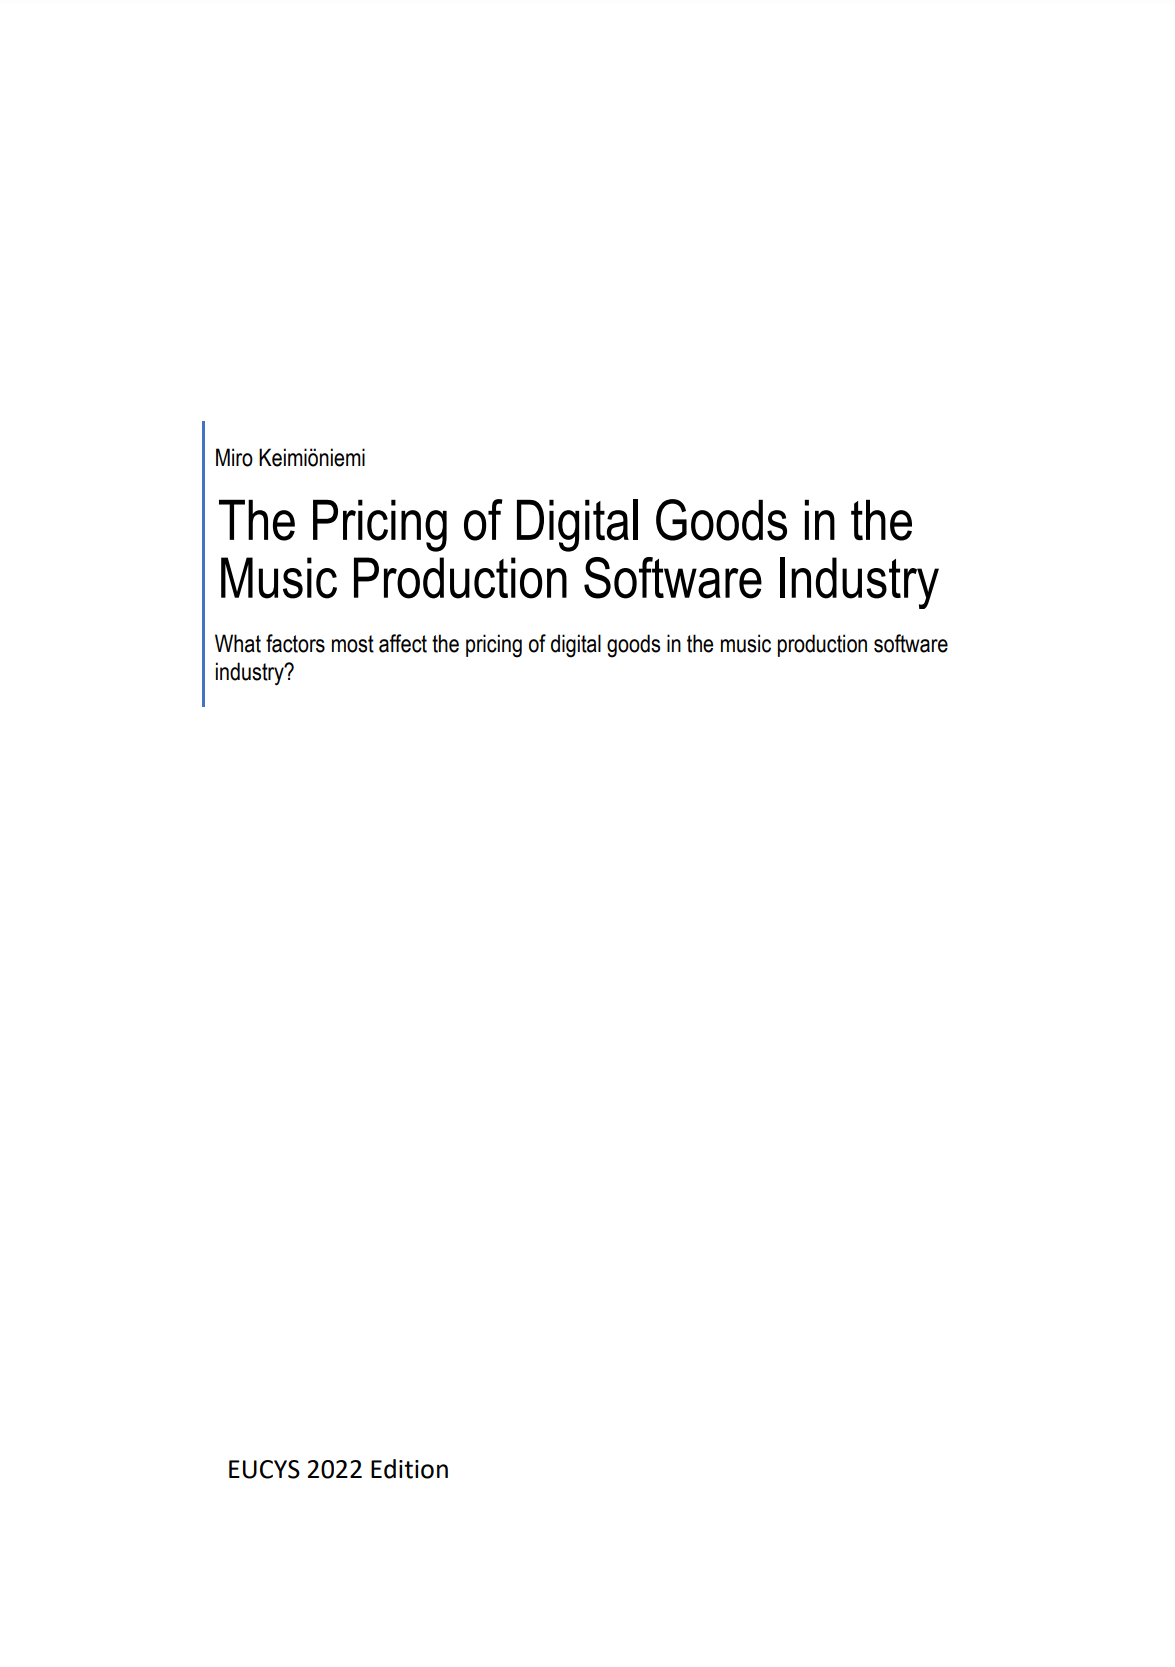 Miro Keimiöniemi
The Pricing of Digital Goods in the
Music Production Software Industry
What factors most affect the pricing of digital goods in the music production software
industry?
EUCYS 2022 Edition